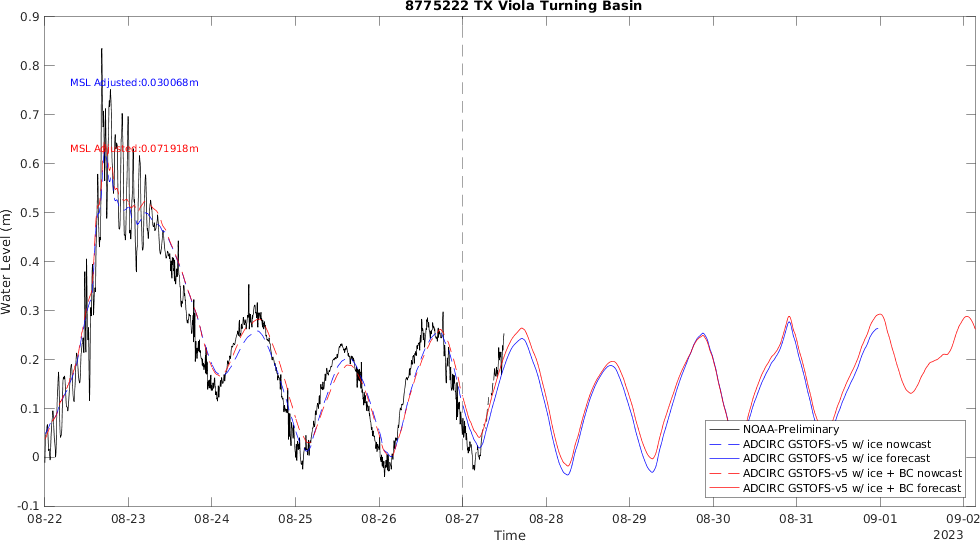 8775222 TX Viola Turning Basin
0.9
0.8
MSL Adjusted:0.030068m
0.7
MSL Adjusted:0.071918m
0.6
0.5
Water Level (m)
0.4
0.3
0.2
0.1
0
-0.1
NOAA-Preliminary
ADCIRC GSTOFS-v5 w/ ice nowcast
ADCIRC GSTOFS-v5 w/ ice forecast
ADCIRC GSTOFS-v5 w/ ice + BC nowcast
ADCIRC GSTOFS-v5 w/ ice + BC forecast
08-22 08-23 08-24 08-25 08-26 08-27 08-28 08-29 08-30 08-31 09-01 09-02
Time
2023